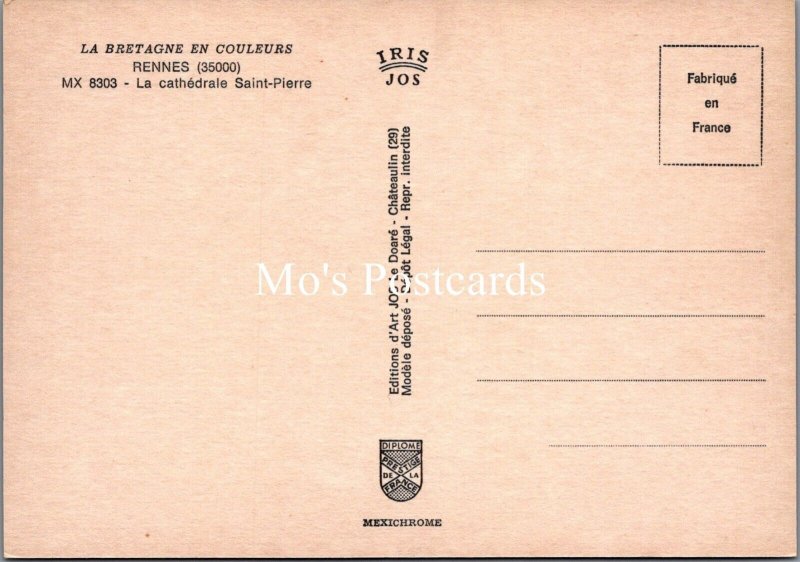 LA BRETAGNE EN COULEURS
RENNES (35000)
MX 8303 - La cathédrale Saint-Pierre
IRIS
JOS
Fabriqué
en
France
Editions d'Art JOS Le Doaré - Châteaulin (29)
Modèle déposé - Dépôt Légal - Repr. interdite
Mo's Postcards
DIPLOME
PRESTIGE
DE LA
FRANCE
MEXICHROME